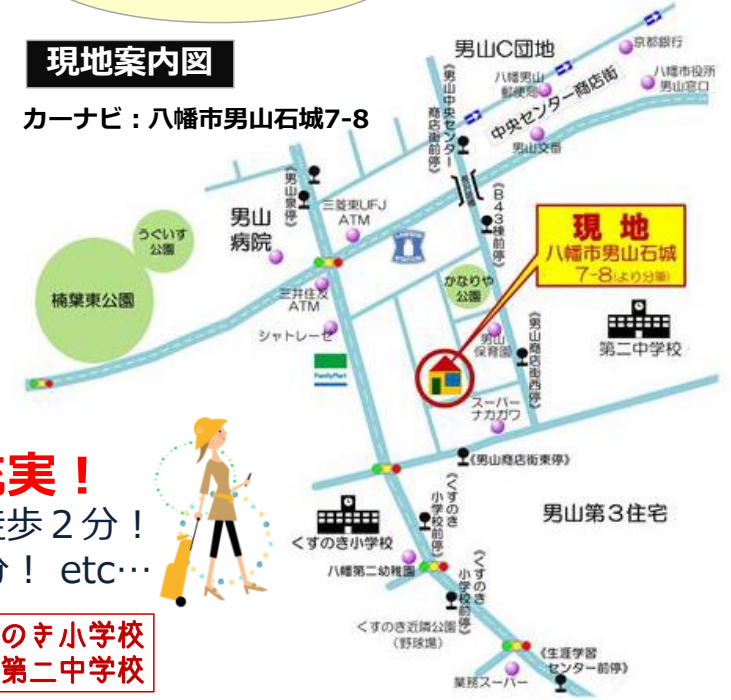 現地案内図
カーナビ：八幡市男山石城7-8
男山C団地
京都銀行
八幡男山
郵便局
八幡市役所
男山窓口
中央センター商店街
男山交番
《男山中央センター
商店街前停》
《男山泉停》
三菱東UFJ
ATM
男山
病院
うぐいす
公園
LAWSON
《B43棟前停》
現 地
八幡市男山石城
7-8(より分筆)
楠葉東公園
三井住友
ATM
かなりや
公園
シャトレーゼ
男山
保育園
第二中学校
FamilyMart
《男山商店街西停》
スーパー
ナカガワ
《男山商店街東停》
実！
歩２分！
分！ etc…
くすのき小学校
《くすのき
小学校前停》
男山第３住宅
八幡第二幼稚園
《くすのき
小学校前停》
くすのき近隣公園
（野球場）
のき小学校
第二中学校
《生涯学習
センター前停》
業務スーパー